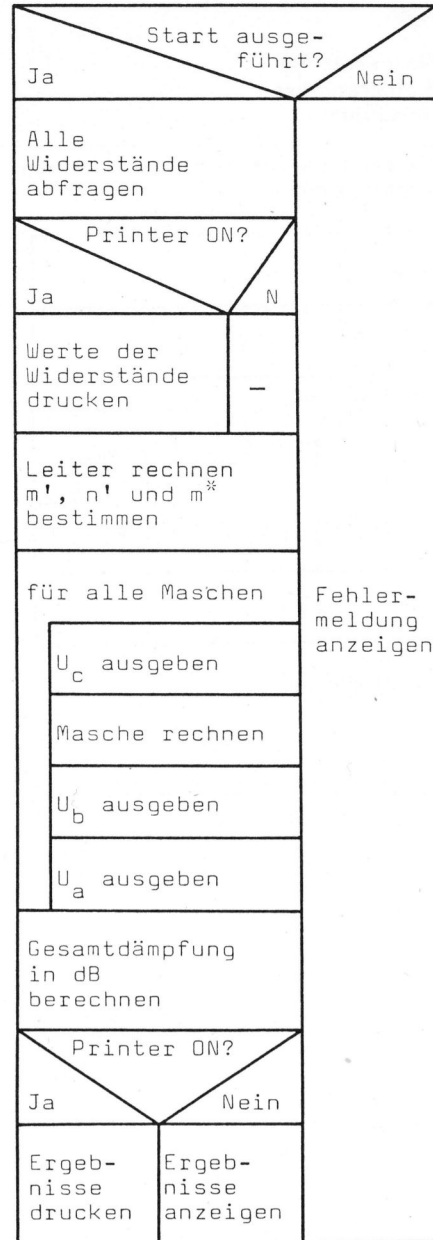 Start ausge-
führt?
Ja
Nein
Alle
Widerstände
abfragen
Printer ON?
Ja
N
Werte der
Widerstände
drucken
–
Leiter rechnen
m', n' und m*
bestimmen
für alle Maschen
U_c ausgeben
Masche rechnen
U_b ausgeben
U_a ausgeben
Fehler-
meldung
anzeigen
Gesamtdämpfung
in dB
berechnen
Printer ON?
Ja
Nein
Ergeb-
nisse
drucken
Ergeb-
nisse
anzeigen